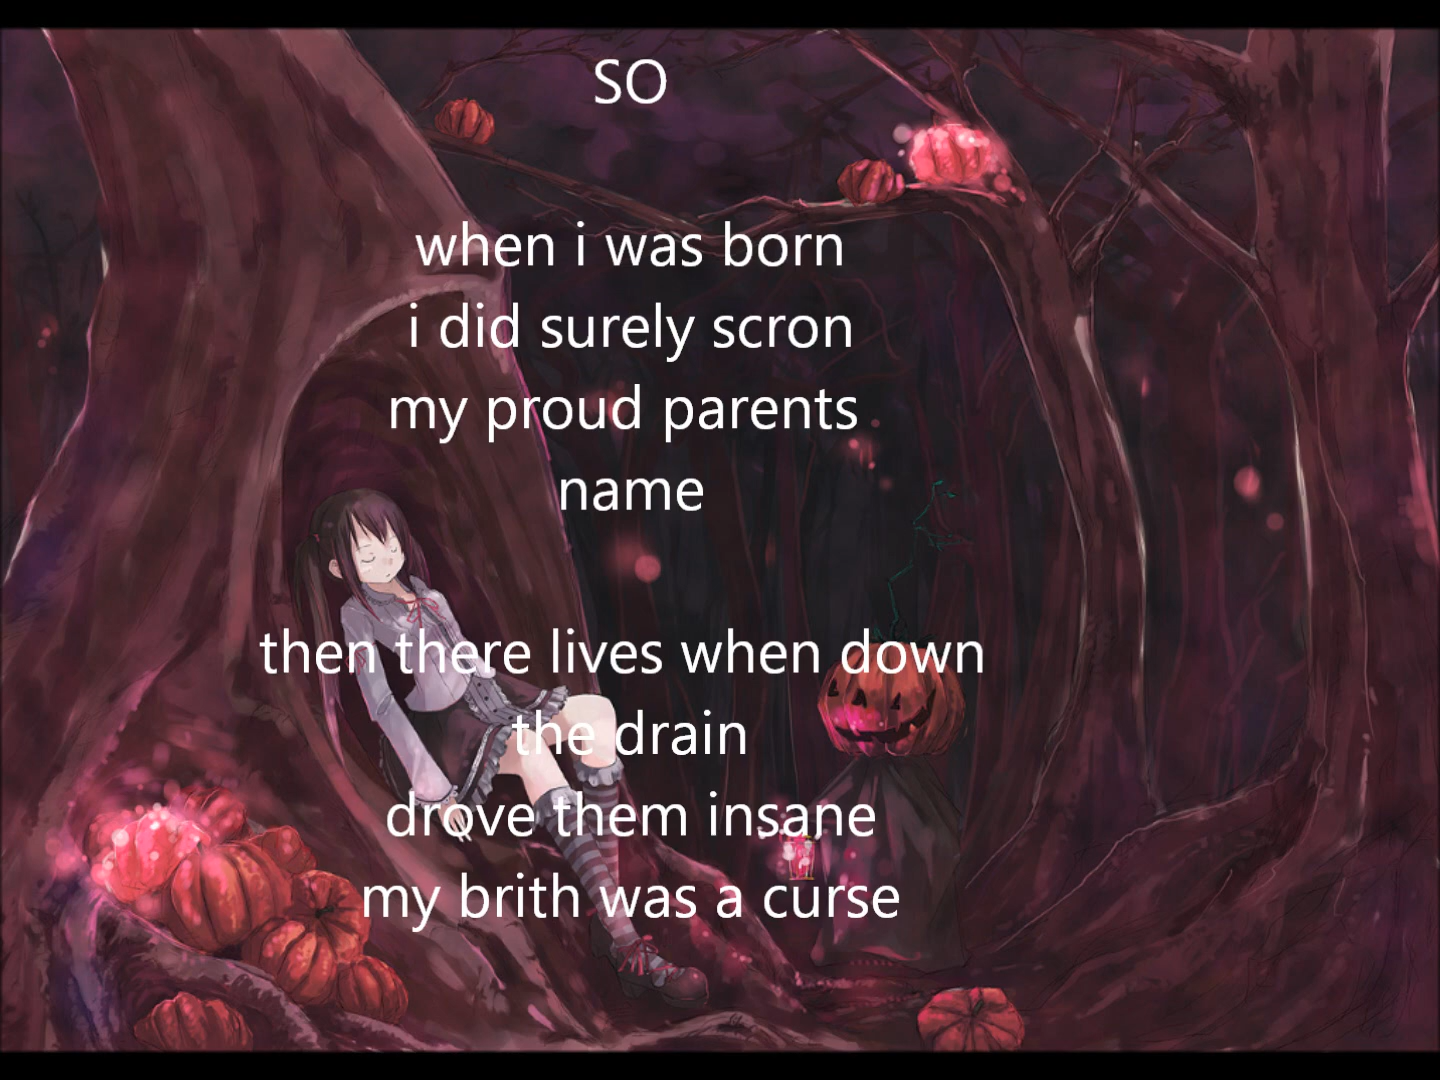 SO
when i was born
i did surely scron
my proud parents
name
then there lives when down
the drain
drove them insane
my brith was a curse